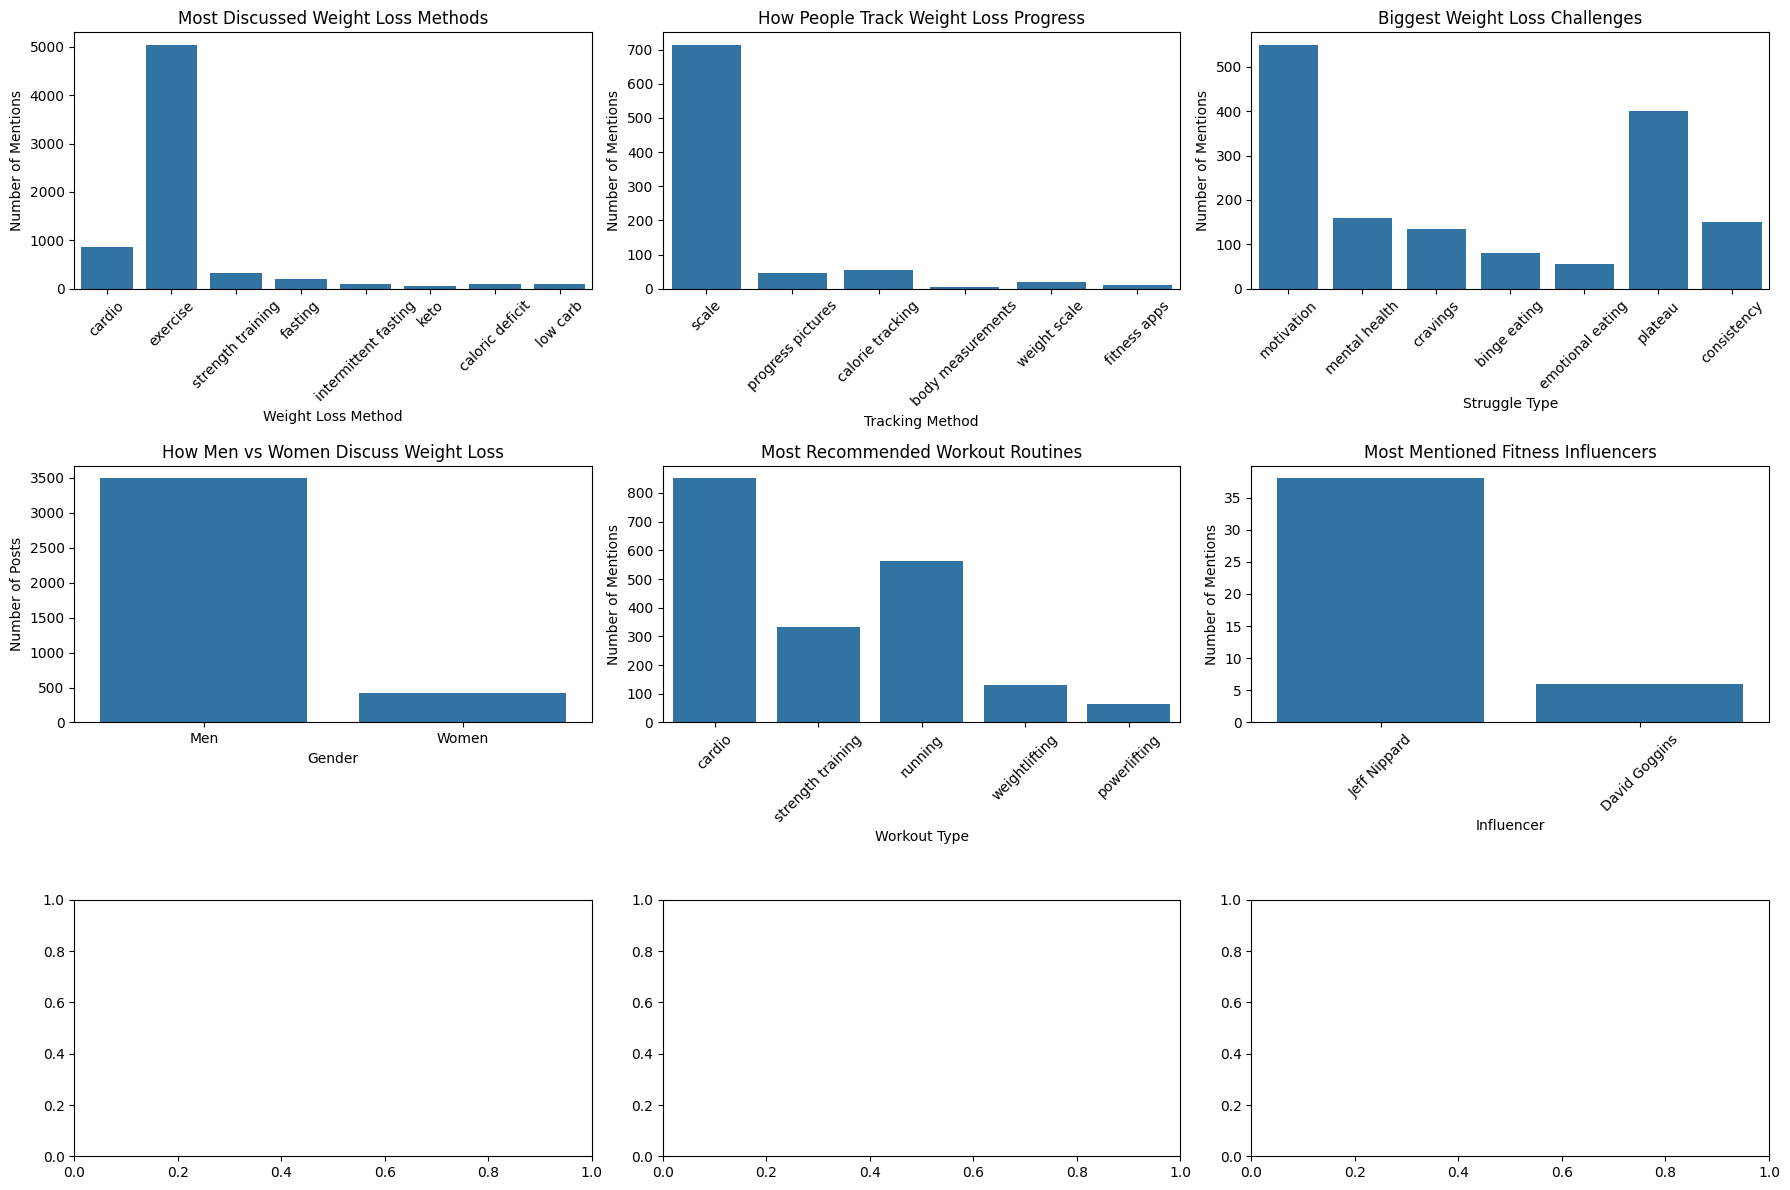 Most Discussed Weight Loss Methods
Number of Mentions
5000
4000
3000
2000
1000
0
cardio
exercise
strength training
fasting
intermittent fasting
keto
caloric deficit
low carb
Weight Loss Method
How People Track Weight Loss Progress
Number of Mentions
700
600
500
400
300
200
100
0
scale
progress pictures
calorie tracking
body measurements
weight scale
fitness apps
Tracking Method
Biggest Weight Loss Challenges
Number of Mentions
500
400
300
200
100
0
motivation
mental health
cravings
binge eating
emotional eating
plateau
consistency
Struggle Type
How Men vs Women Discuss Weight Loss
Number of Posts
3500
3000
2500
2000
1500
1000
500
0
Men
Women
Gender
Most Recommended Workout Routines
Number of Mentions
800
700
600
500
400
300
200
100
0
cardio
strength training
running
weightlifting
powerlifting
Workout Type
Most Mentioned Fitness Influencers
Number of Mentions
35
30
25
20
15
10
5
0
Jeff Nippard
David Goggins
Influencer
1.0
0.8
0.6
0.4
0.2
0.0
0.0 0.2 0.4 0.6 0.8 1.0
1.0
0.8
0.6
0.4
0.2
0.0
0.0 0.2 0.4 0.6 0.8 1.0
1.0
0.8
0.6
0.4
0.2
0.0
0.0 0.2 0.4 0.6 0.8 1.0